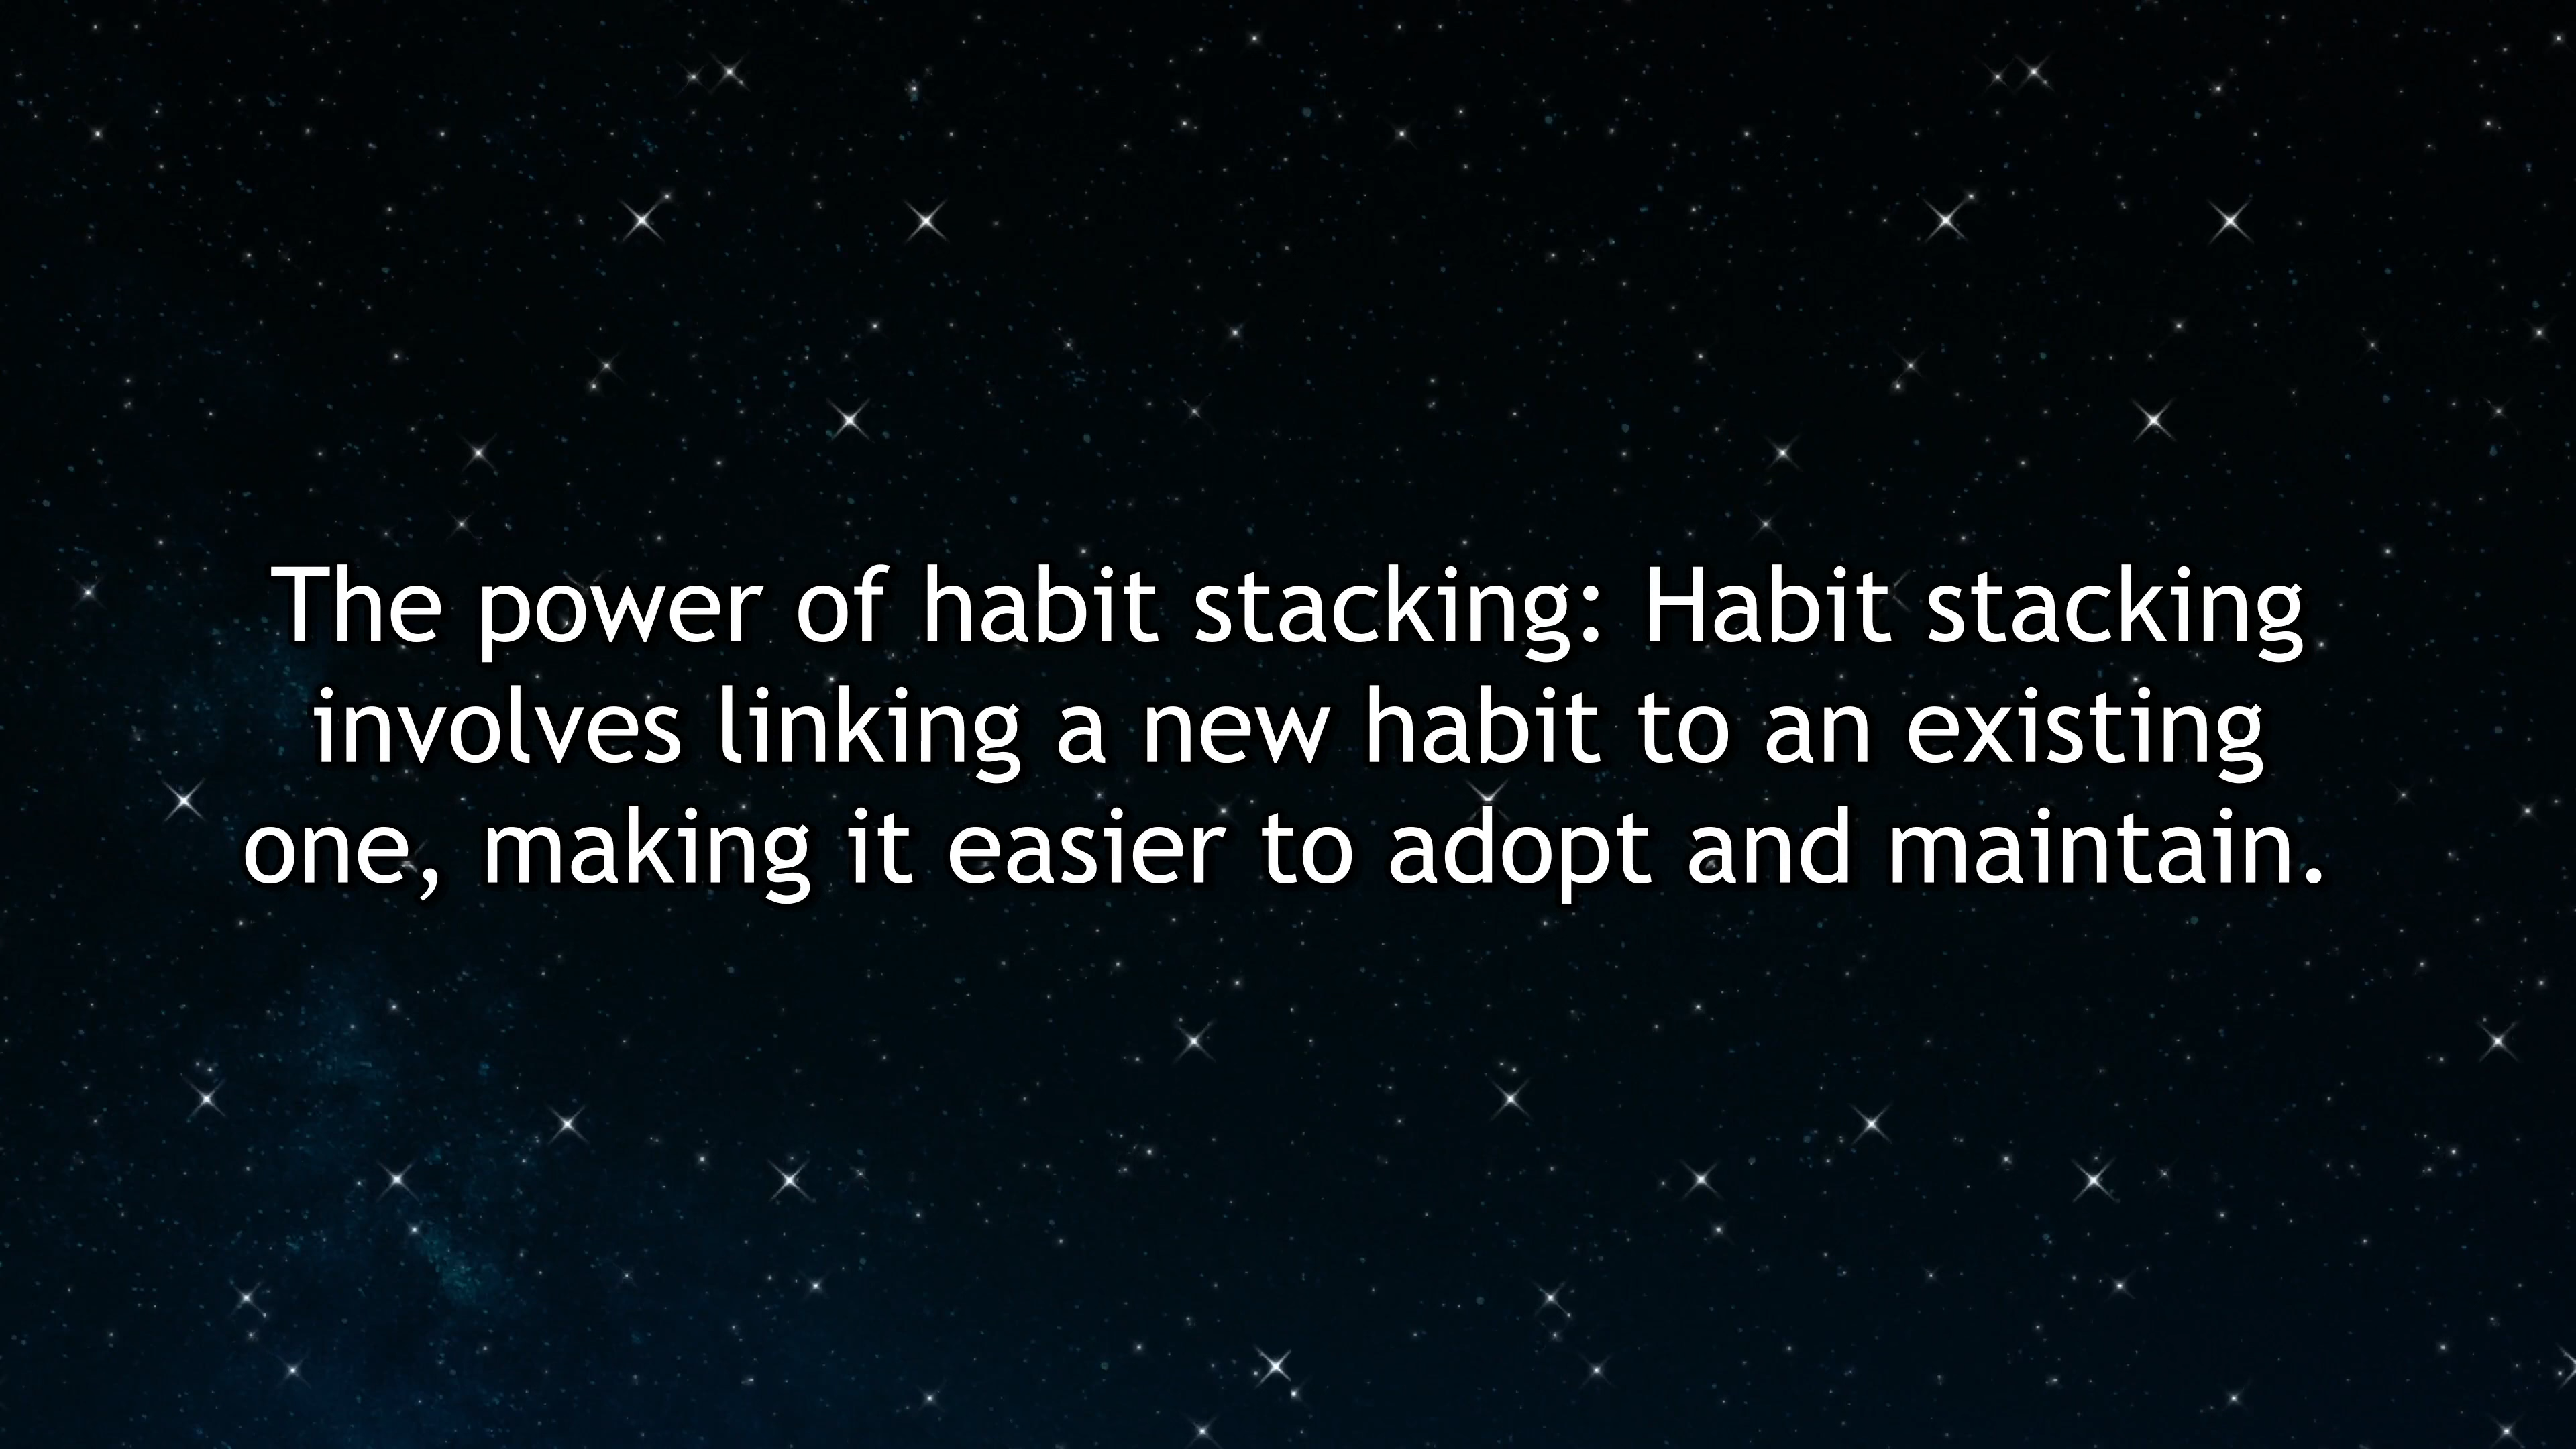 The power of habit stacking: Habit stacking
involves linking a new habit to an existing
one, making it easier to adopt and maintain.